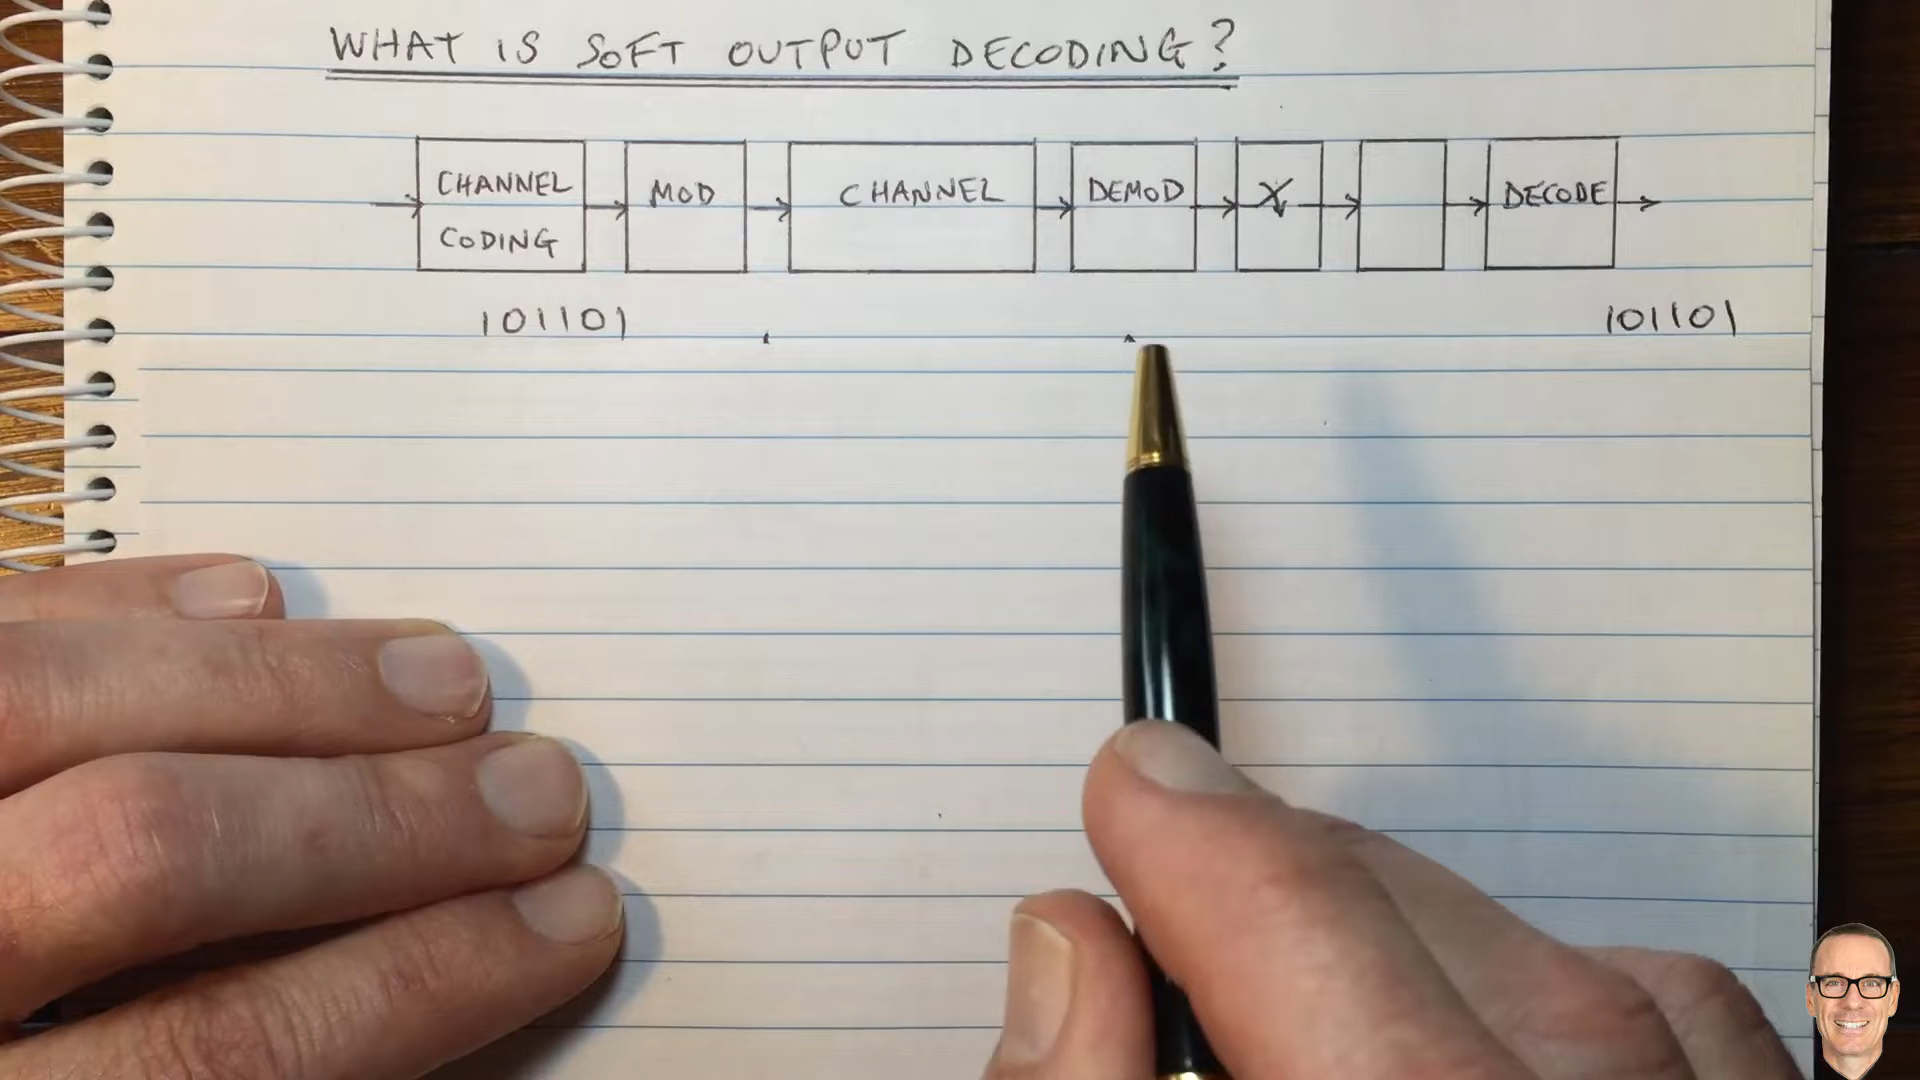 WHAT IS SOFT OUTPUT DECODING?
CHANNEL CODING
MOD
CHANNEL
DEMOD
DECODE
101101
101101